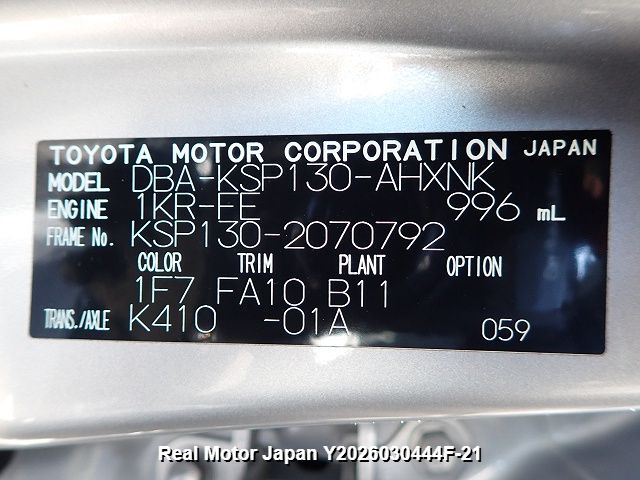 TOYOTA MOTOR CORPORATION JAPAN
MODEL DBA-KSP130-AHXNK
ENGINE 1KR-FE 996 mL
FRAME No. KSP130-2070792
COLOR TRIM PLANT OPTION
1F7 FA10 B11
TRANS./AXLE K410 -01A 059
Real Motor Japan Y2026030444F-21